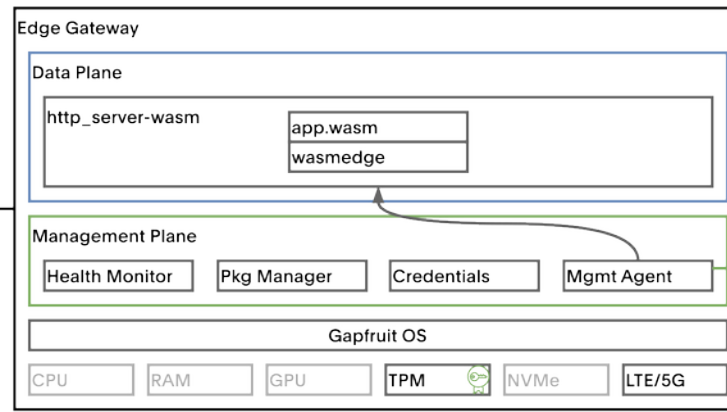 Edge Gateway
Data Plane
http_server-wasm
app.wasm
wasmedge
Management Plane
Health Monitor
Pkg Manager
Credentials
Mgmt Agent
Gapfruit OS
CPU
RAM
GPU
TPM
NVMe
LTE/5G